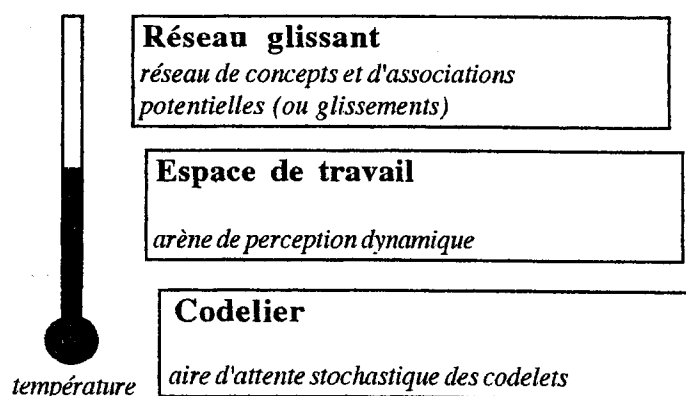 Réseau glissant
réseau de concepts et d'associations
potentielles (ou glissements)
Espace de travail
arène de perception dynamique
Codelier
aire d'attente stochastique des codelets
température